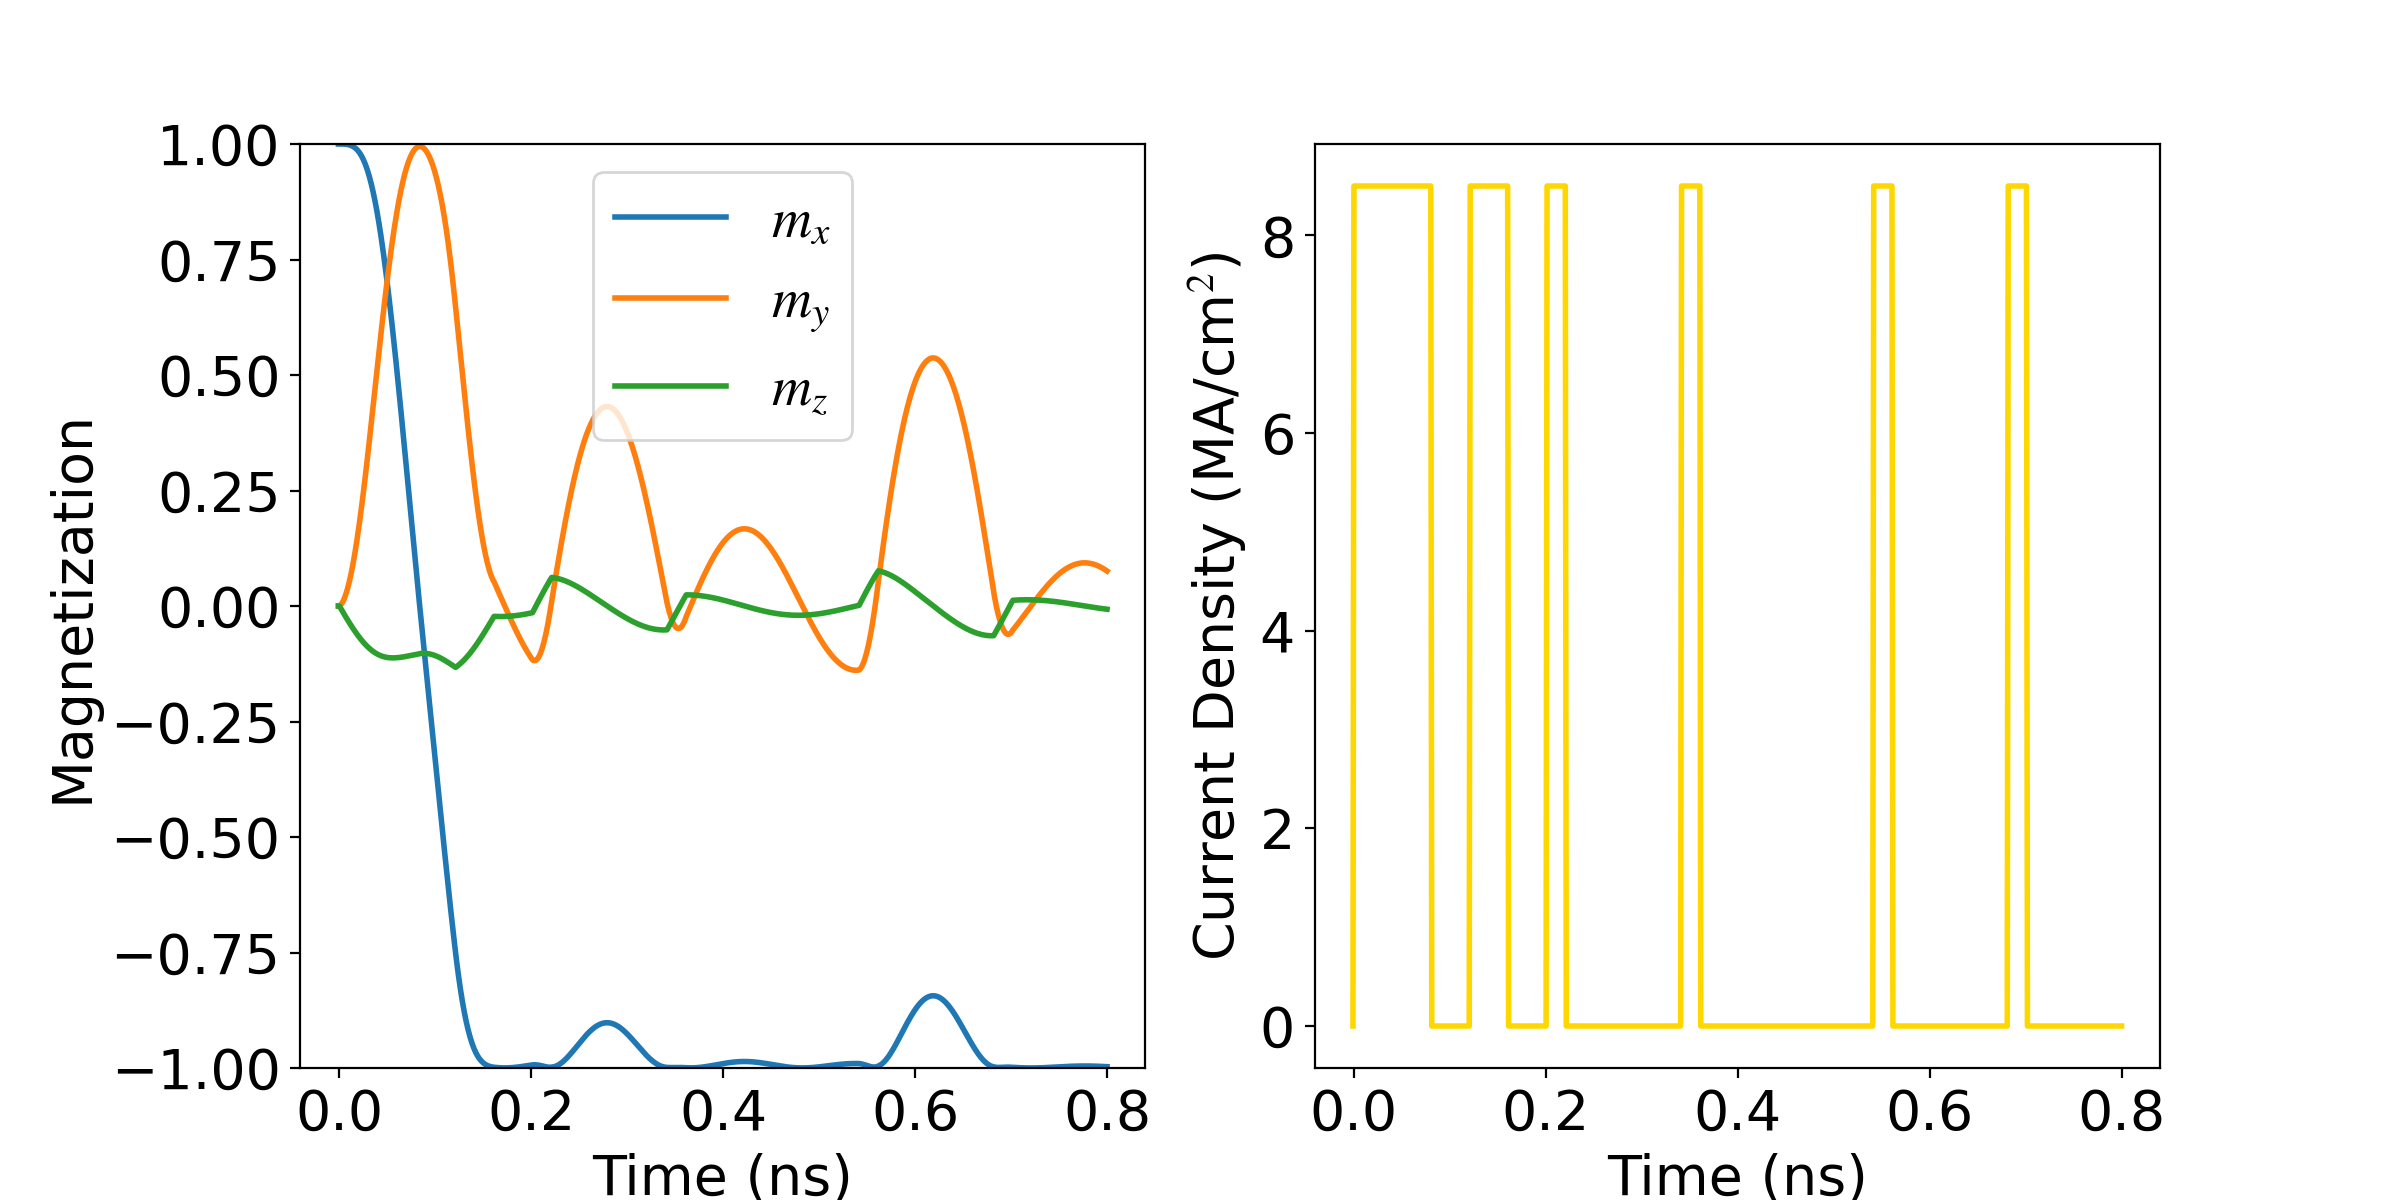 1.00
0.75
0.50
0.25
0.00
−0.25
−0.50
−0.75
−1.00
Magnetization
0.0 0.2 0.4 0.6 0.8
Time (ns)
m_x
m_y
m_z
8
6
4
2
0
Current Density (MA/cm²)
0.0 0.2 0.4 0.6 0.8
Time (ns)